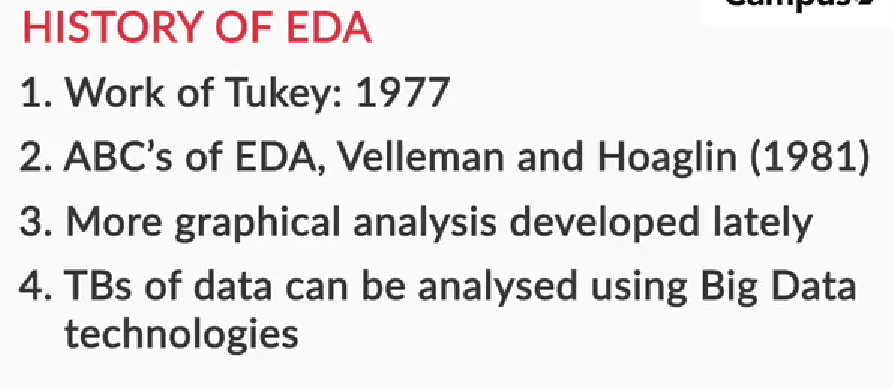 HISTORY OF EDA
1. Work of Tukey: 1977
2. ABC’s of EDA, Velleman and Hoaglin (1981)
3. More graphical analysis developed lately
4. TBs of data can be analysed using Big Data
technologies